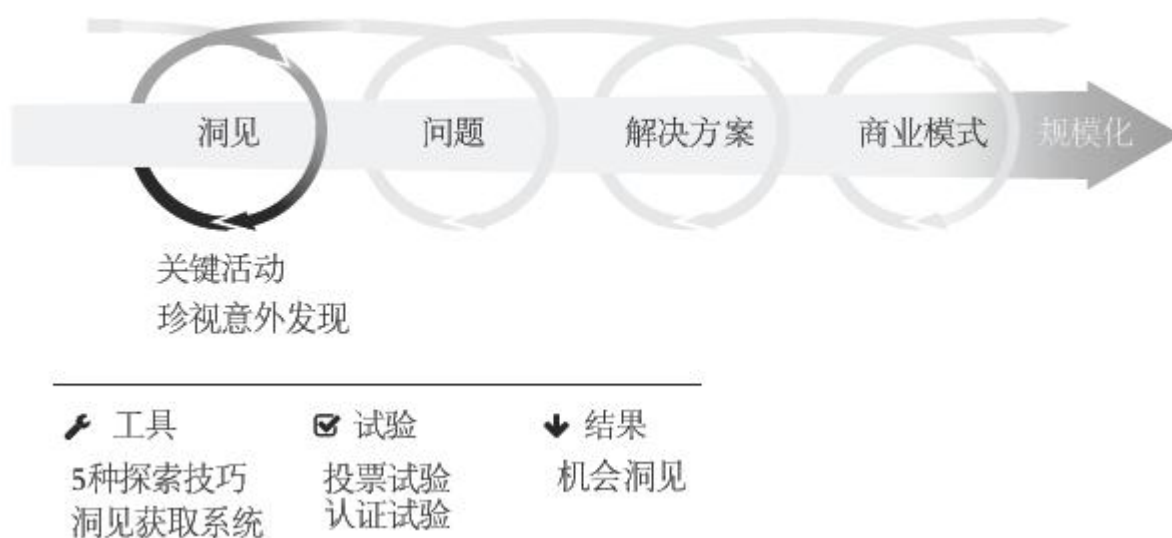 洞见 问题 解决方案 商业模式 规模化
关键活动
珍视意外发现
工具 试验 结果
5种探索技巧 投票试验 机会洞见
洞见获取系统 认证试验